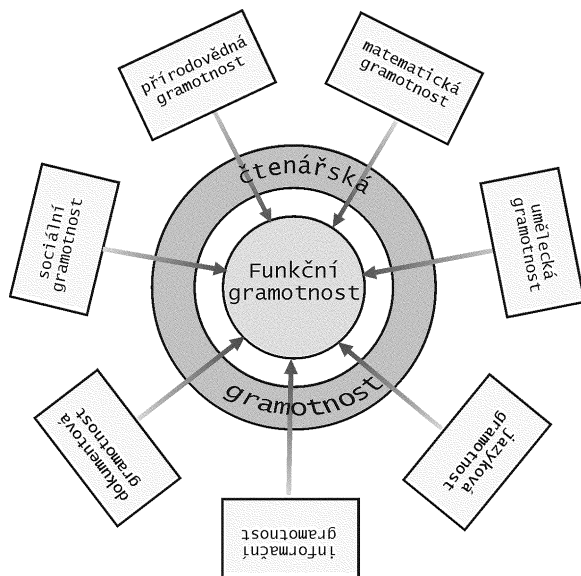 přírodovědná
gramotnost
matematická
gramotnost
čtenářská
gramotnost
umělecká
gramotnost
sociální
gramotnost
Funkční
gramotnost
dokumentová
gramotnost
jazyková
gramotnost
informační
gramotnost